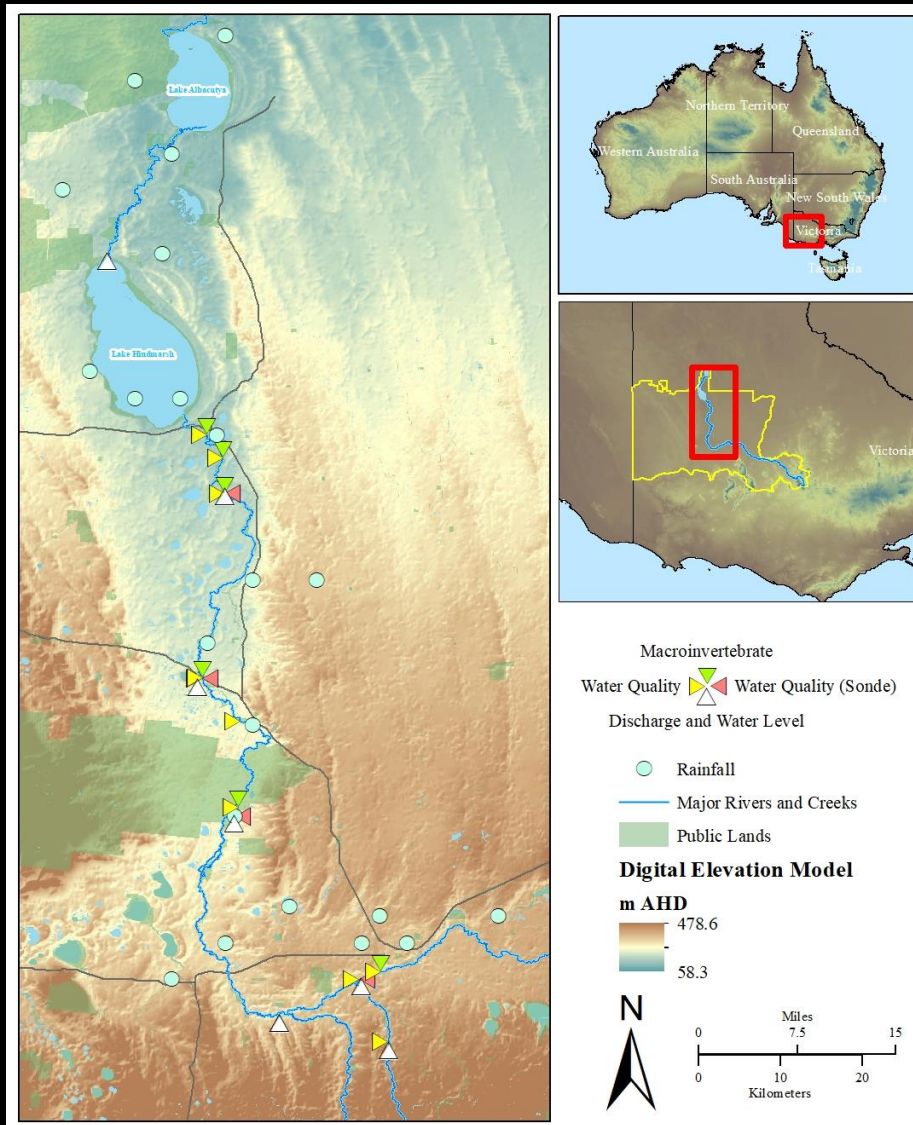 Lake Albacutya
Lake Hindmarsh
Northern Territory
Queensland
Western Australia
South Australia
New South Wales
Victoria
Tasmania
Victoria
Macroinvertebrate
Water Quality
Water Quality (Sonde)
Discharge and Water Level
Rainfall
Major Rivers and Creeks
Public Lands
Digital Elevation Model
m AHD
478.6
58.3
N
Miles
0 7.5 15
0 10 20
Kilometers